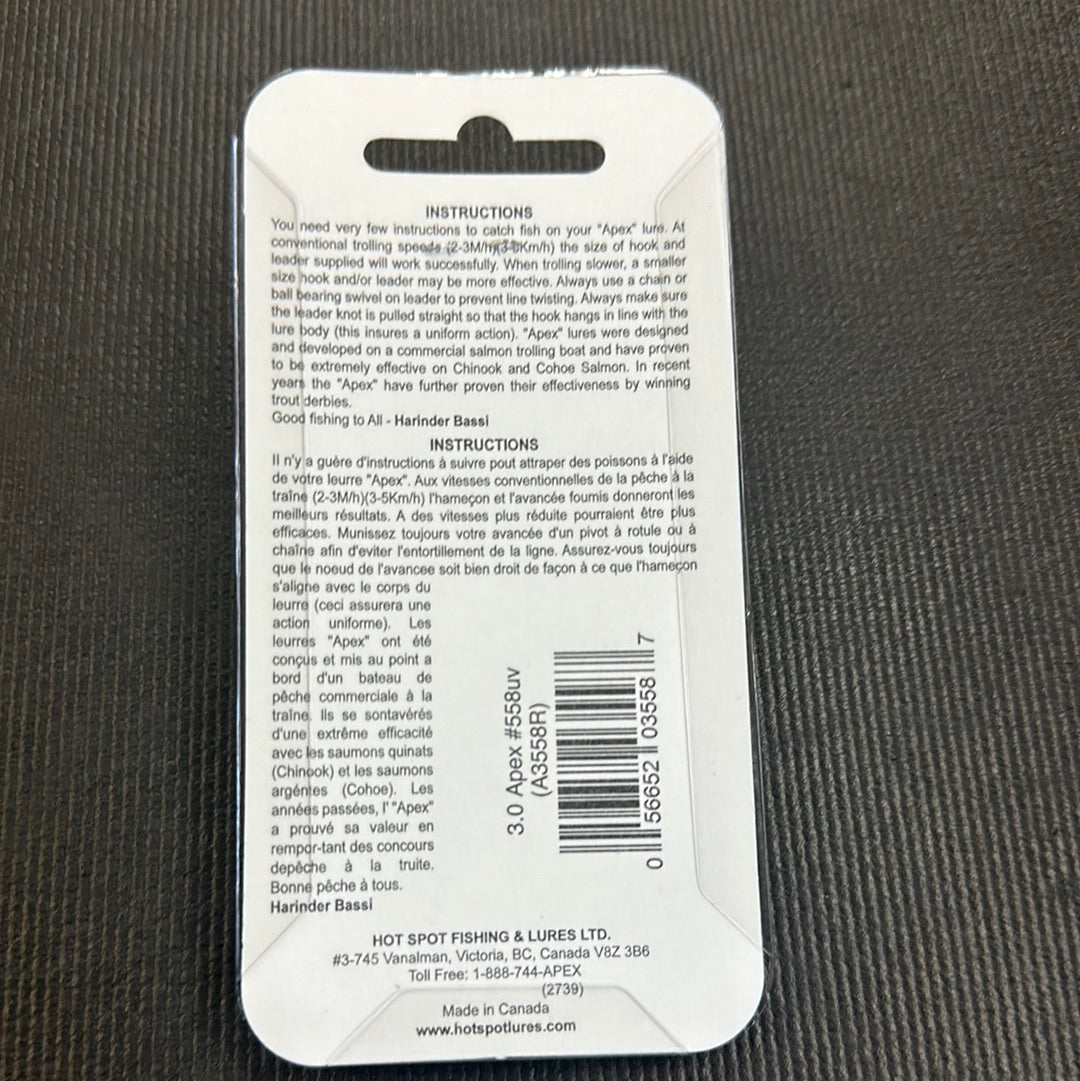 INSTRUCTIONS
You need very few instructions to catch fish on your "Apex" lure. At
conventional trolling speeds (2-3M/h)(3-5Km/h) the size of hook and
leader supplied will work successfully. When trolling slower, a smaller
size hook and/or leader may be more effective. Always use a chain or
ball bearing swivel on leader to prevent line twisting. Always make sure
the leader knot is pulled straight so that the hook hangs in line with the
lure body (this insures a uniform action). "Apex" lures were designed
and developed on a commercial salmon trolling boat and have proven
to be extremely effective on Chinook and Cohoe Salmon. In recent
years the "Apex" have further proven their effectiveness by winning
trout derbies.
Good fishing to All - Harinder Bassi
INSTRUCTIONS
Il n'y a guère d'instructions à suivre pout attraper des poissons à l'aide
de votre leurre "Apex". Aux vitesses conventionnelles de la pêche à la
traîne (2-3M/h)(3-5Km/h) l'hameçon et l'avancée fournis donneront les
meilleurs résultats. A des vitesses plus réduite pourraient être plus
efficaces. Munissez toujours votre avancée d'un pivot à rotule ou à
chaîne afin d'eviter l'entortillement de la ligne. Assurez-vous toujours
que le noeud de l'avancee soit bien droit de façon à ce que l'hameçon
s'aligne avec le corps du
leurre (ceci assurera une
action uniforme). Les
leurres "Apex" ont été
conçus et mis au point a
bord d'un bateau de
pêche commerciale à la
traîne. Ils se sontavérés
d'une extrême efficacité
avec les saumons quinats
(Chinook) et les saumons
argéntes (Cohoe). Les
années passées, l' "Apex"
a prouvé sa valeur en
rempor-tant des concours
depêche à la truite.
Bonne pêche à tous.
Harinder Bassi
3.0 Apex #558uv
(A3558R)
0 56652 03558 7
HOT SPOT FISHING & LURES LTD.
#3-745 Vanalman, Victoria, BC, Canada V8Z 3B6
Toll Free: 1-888-744-APEX
(2739)
Made in Canada
www.hotspotlures.com